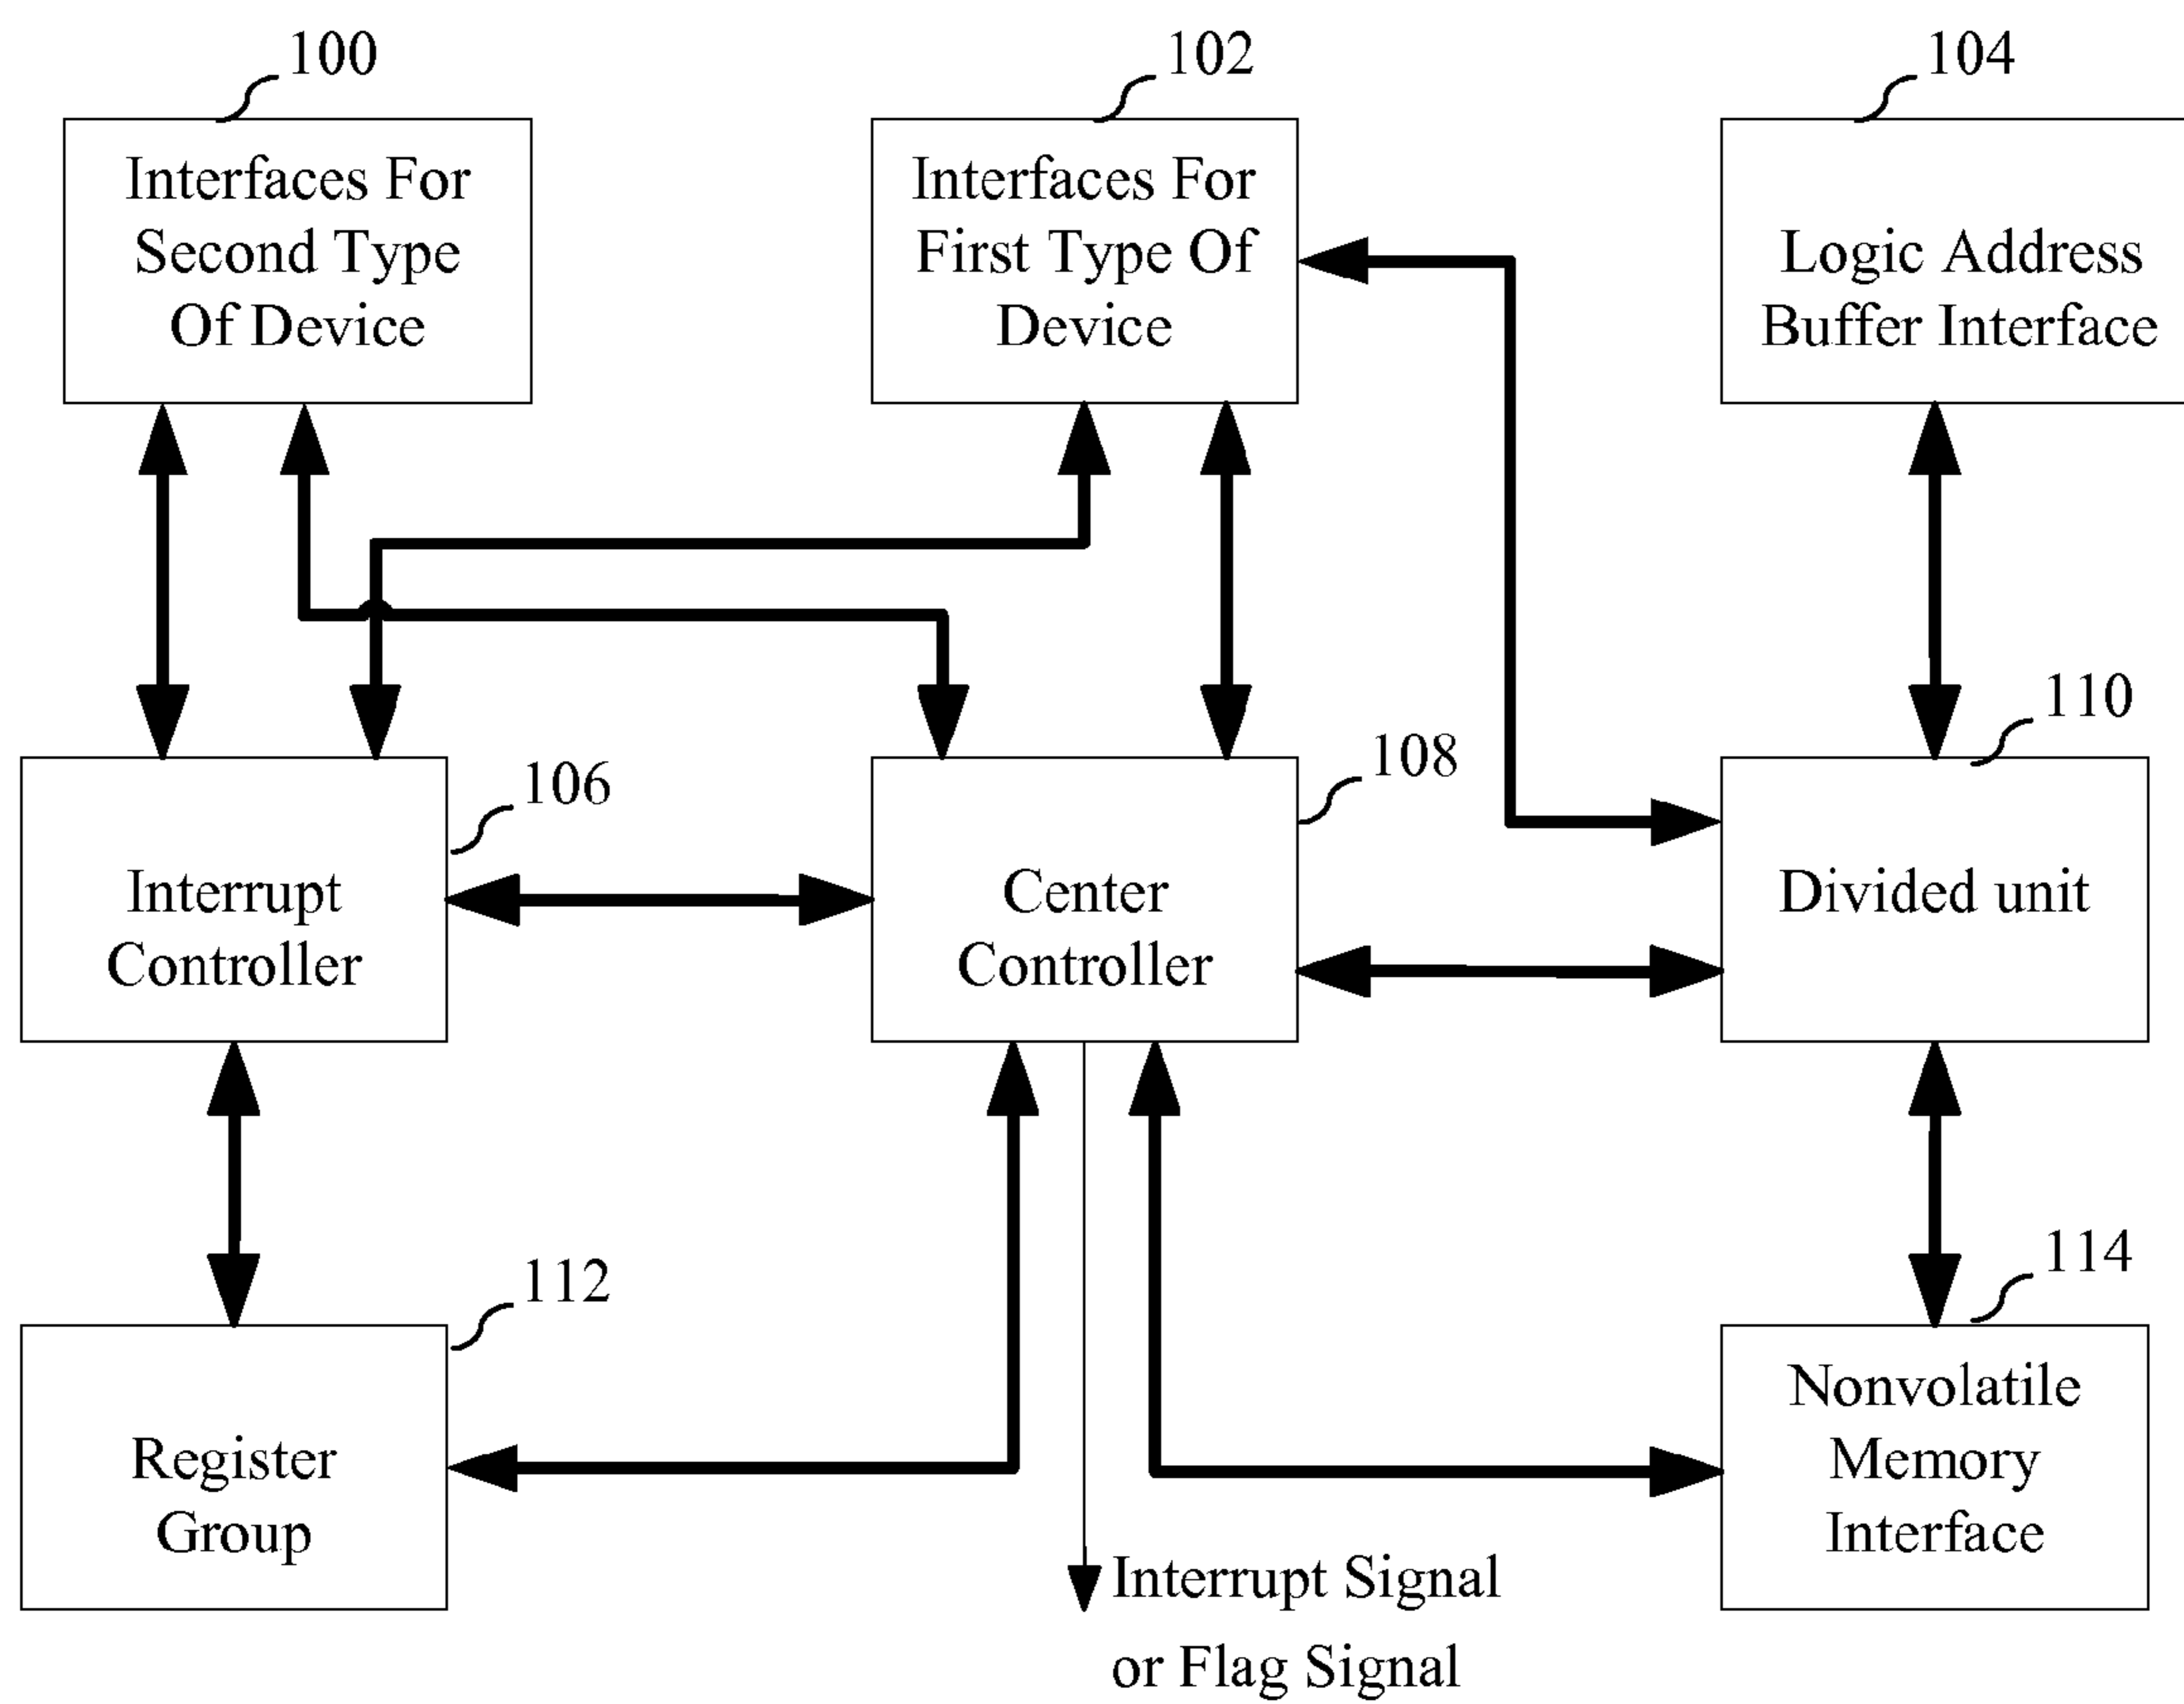 100
102
104
Interfaces For
Second Type
Of Device
Interfaces For
First Type Of
Device
Logic Address
Buffer Interface
106
108
110
Interrupt
Controller
Center
Controller
Divided unit
112
114
Register
Group
Nonvolatile
Memory
Interface
Interrupt Signal
or Flag Signal